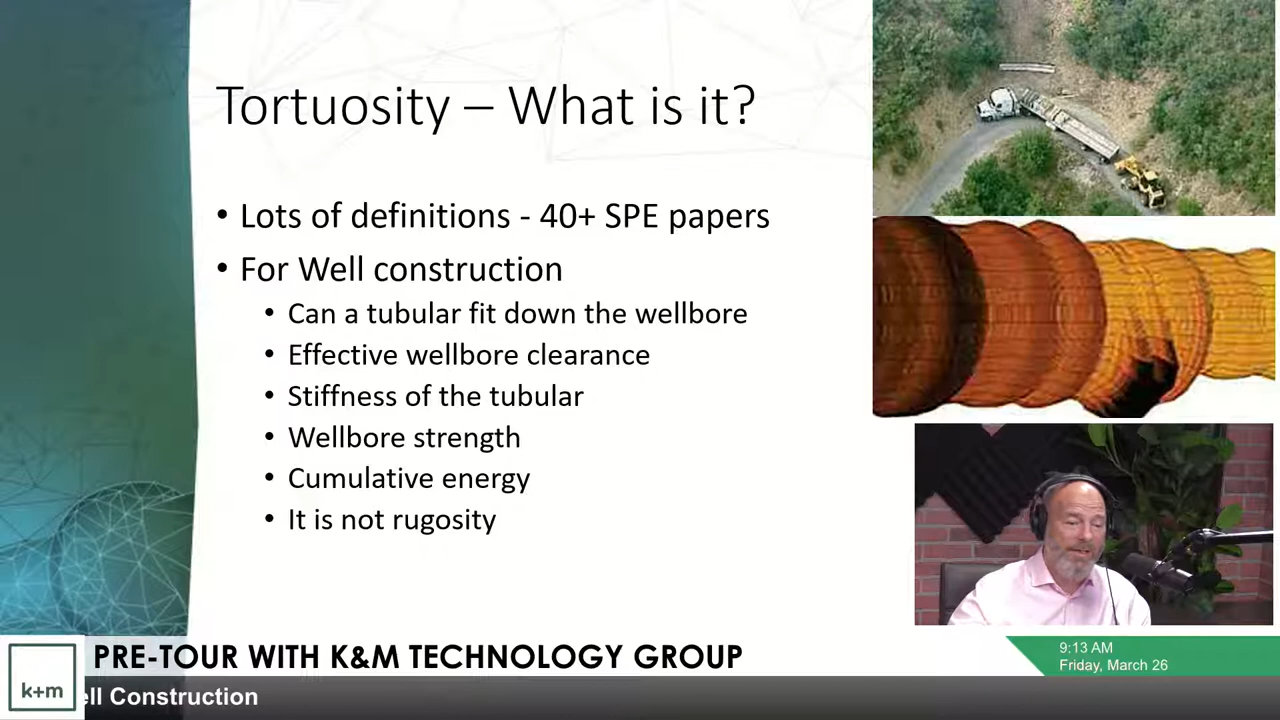 Tortuosity – What is it?
• Lots of definitions - 40+ SPE papers
• For Well construction
• Can a tubular fit down the wellbore
• Effective wellbore clearance
• Stiffness of the tubular
• Wellbore strength
• Cumulative energy
• It is not rugosity
k+m
PRE-TOUR WITH K&M TECHNOLOGY GROUP
ell Construction
9:13 AM
Friday, March 26